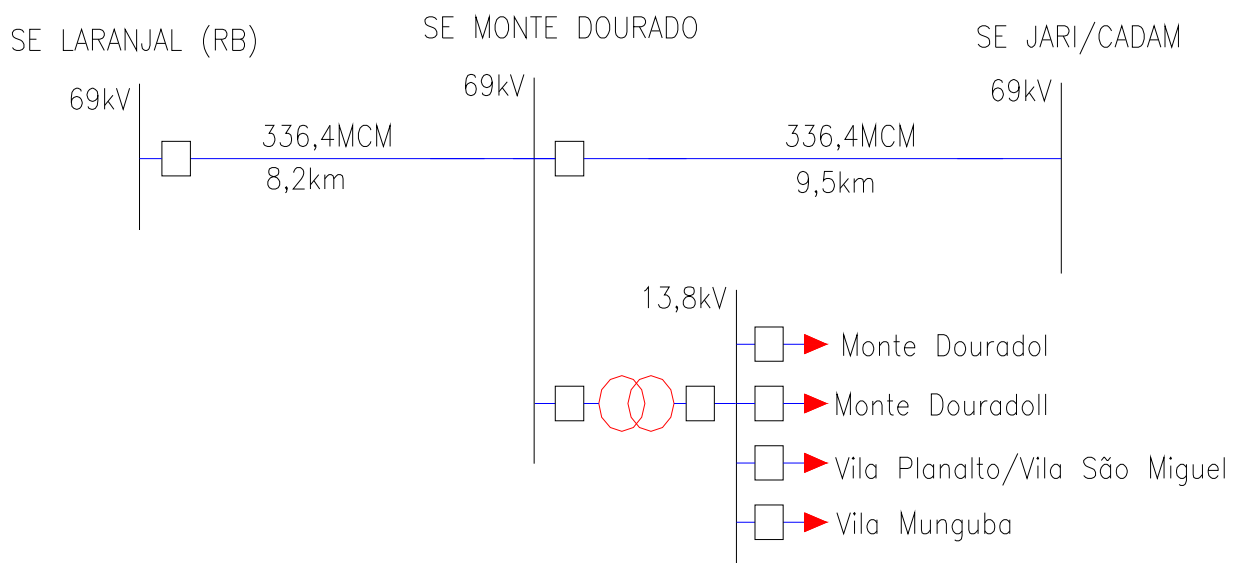 SE LARANJAL (RB)
SE MONTE DOURADO
SE JARI/CADAM
69kV
69kV
69kV
336,4MCM
8,2km
336,4MCM
9,5km
13,8kV
Monte DouradoI
Monte DouradoII
Vila Planalto/Vila São Miguel
Vila Munguba